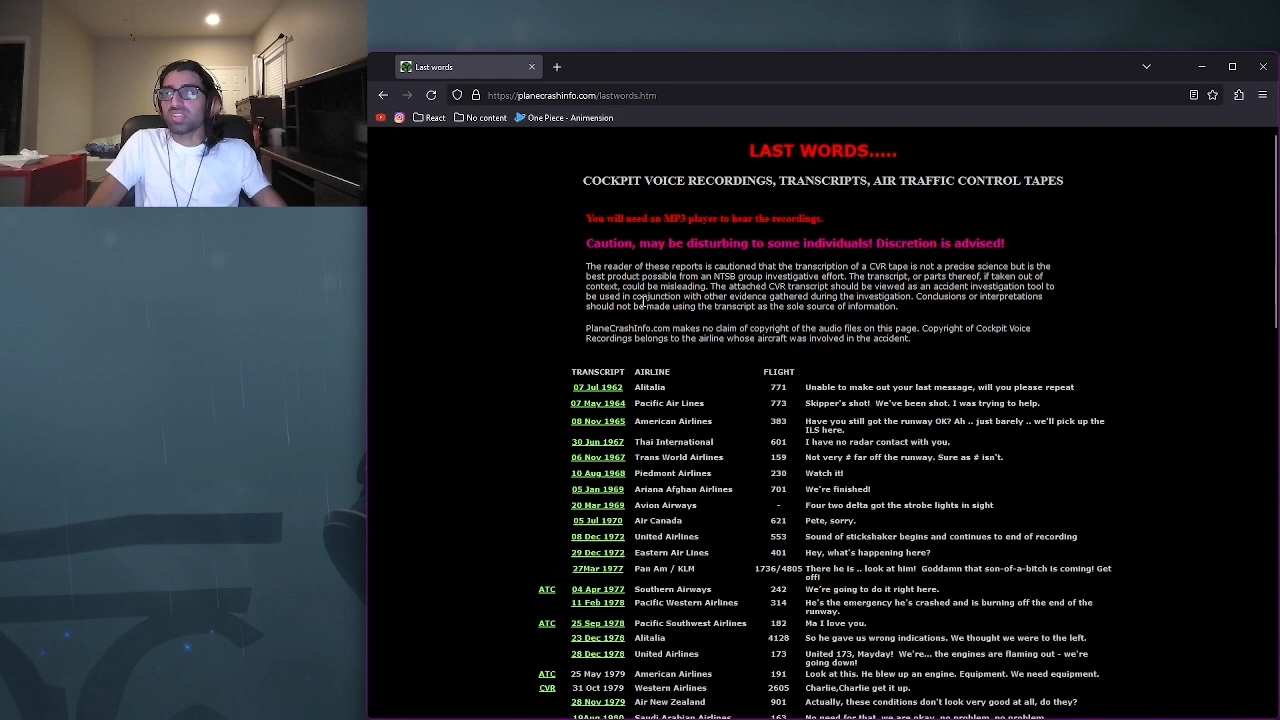 Last words
https://planecrashinfo.com/lastwords.htm
React
No content
One Piece - Animension
LAST WORDS.....
COCKPIT VOICE RECORDINGS, TRANSCRIPTS, AIR TRAFFIC CONTROL TAPES
You will need an MP3 player to hear the recordings.
Caution, may be disturbing to some individuals! Discretion is advised!
The reader of these reports is cautioned that the transcription of a CVR tape is not a precise science but is the
best product possible from an NTSB group investigative effort. The transcript, or parts thereof, if taken out of
context, could be misleading. The attached CVR transcript should be viewed as an accident investigation tool to
be used in conjunction with other evidence gathered during the investigation. Conclusions or interpretations
should not be made using the transcript as the sole source of information.
PlaneCrashInfo.com makes no claim of copyright of the audio files on this page. Copyright of Cockpit Voice
Recordings belongs to the airline whose aircraft was involved in the accident.
TRANSCRIPT AIRLINE FLIGHT
07 Jul 1962 Alitalia 771 Unable to make out your last message, will you please repeat
07 May 1964 Pacific Air Lines 773 Skipper's shot! We've been shot. I was trying to help.
08 Nov 1965 American Airlines 383 Have you still got the runway OK? Ah .. just barely .. we'll pick up the
ILS here.
30 Jun 1967 Thai International 601 I have no radar contact with you.
06 Nov 1967 Trans World Airlines 159 Not very # far off the runway. Sure as # isn't.
10 Aug 1968 Piedmont Airlines 230 Watch it!
05 Jan 1969 Ariana Afghan Airlines 701 We're finished!
20 Mar 1969 Avion Airways - Four two delta got the strobe lights in sight
05 Jul 1970 Air Canada 621 Pete, sorry.
08 Dec 1972 United Airlines 553 Sound of stickshaker begins and continues to end of recording
29 Dec 1972 Eastern Air Lines 401 Hey, what's happening here?
27Mar 1977 Pan Am / KLM 1736/4805 There he is .. look at him! Goddamn that son-of-a-bitch is coming! Get
off!
ATC 04 Apr 1977 Southern Airways 242 We're going to do it right here.
11 Feb 1978 Pacific Western Airlines 314 He's the emergency he's crashed and is burning off the end of the
runway.
ATC 25 Sep 1978 Pacific Southwest Airlines 182 Ma I love you.
23 Dec 1978 Alitalia 4128 So he gave us wrong indications. We thought we were to the left.
28 Dec 1978 United Airlines 173 United 173, Mayday! We're... the engines are flaming out - we're
going down!
ATC 25 May 1979 American Airlines 191 Look at this. He blew up an engine. Equipment. We need equipment.
CVR 31 Oct 1979 Western Airlines 2605 Charlie,Charlie get it up.
28 Nov 1979 Air New Zealand 901 Actually, these conditions don't look very good at all, do they?
19Aug 1980 Saudi Arabian Airlines 163 No need for that, we are okay, no problem, no problem.